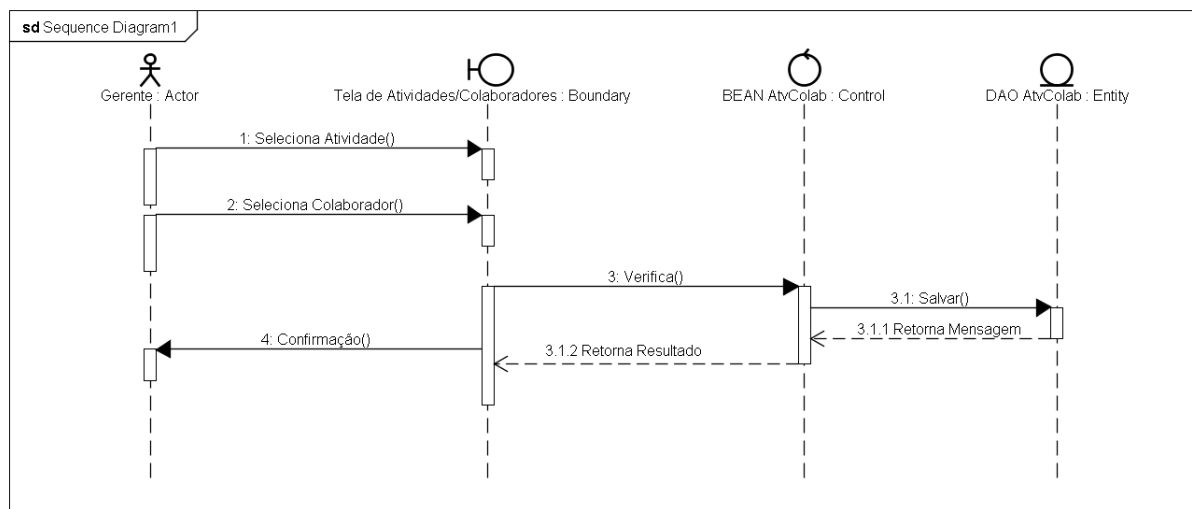 sd Sequence Diagram1
Gerente : Actor
Tela de Atividades/Colaboradores : Boundary
BEAN AtvColab : Control
DAO AtvColab : Entity
1: Seleciona Atividade()
2: Seleciona Colaborador()
3: Verifica()
3.1: Salvar()
3.1.1 Retorna Mensagem
4: Confirmação()
3.1.2 Retorna Resultado